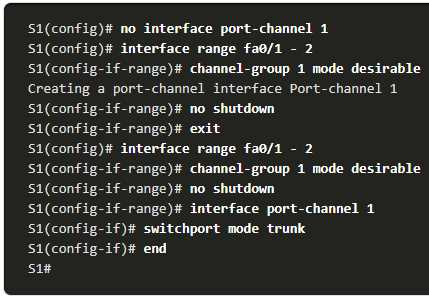 S1(config)# no interface port-channel 1
S1(config)# interface range fa0/1 - 2
S1(config-if-range)# channel-group 1 mode desirable
Creating a port-channel interface Port-channel 1
S1(config-if-range)# no shutdown
S1(config-if-range)# exit
S1(config)# interface range fa0/1 - 2
S1(config-if-range)# channel-group 1 mode desirable
S1(config-if-range)# no shutdown
S1(config-if-range)# interface port-channel 1
S1(config-if)# switchport mode trunk
S1(config-if)# end
S1#